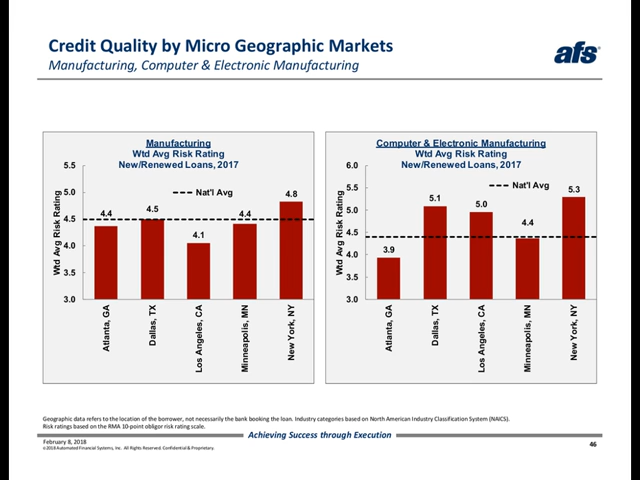 Credit Quality by Micro Geographic Markets
Manufacturing, Computer & Electronic Manufacturing
afs
Manufacturing
Wtd Avg Risk Rating
New/Renewed Loans, 2017
Nat'l Avg
Wtd Avg Risk Rating
5.5
5.0
4.5
4.0
3.5
3.0
4.4
4.5
4.1
4.4
4.8
Atlanta, GA
Dallas, TX
Los Angeles, CA
Minneapolis, MN
New York, NY
Computer & Electronic Manufacturing
Wtd Avg Risk Rating
New/Renewed Loans, 2017
Nat'l Avg
Wtd Avg Risk Rating
6.0
5.5
5.0
4.5
4.0
3.5
3.0
3.9
5.1
5.0
4.4
5.3
Atlanta, GA
Dallas, TX
Los Angeles, CA
Minneapolis, MN
New York, NY
Geographic data refers to the location of the borrower, not necessarily the bank booking the loan. Industry categories based on North American Industry Classification System (NAICS).
Risk ratings based on the RMA 10-point obligor risk rating scale.
Achieving Success through Execution
February 8, 2018
©2018 Automated Financial Systems, Inc. All Rights Reserved. Confidential & Proprietary.
46